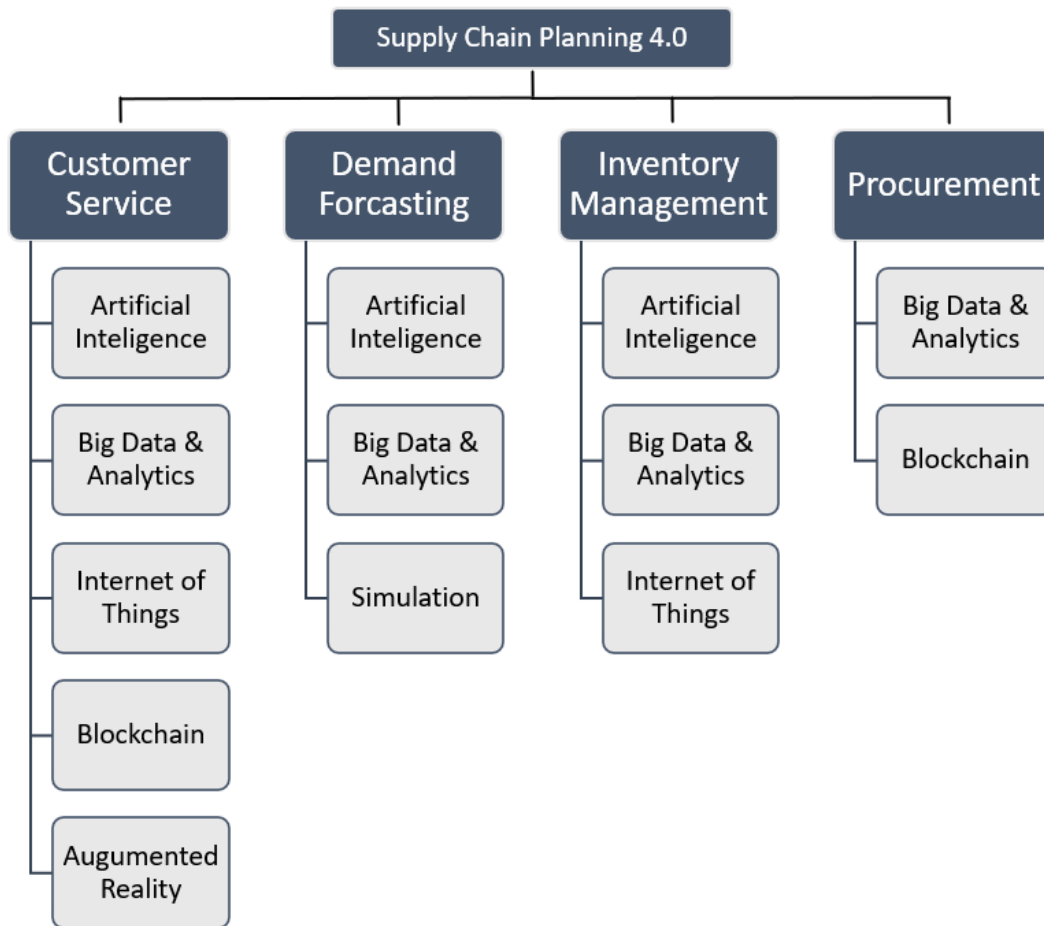 Supply Chain Planning 4.0
Customer
Service
Artificial
Inteligence
Big Data &
Analytics
Internet of
Things
Blockchain
Augumented
Reality
Demand
Forcasting
Artificial
Inteligence
Big Data &
Analytics
Simulation
Inventory
Management
Artificial
Inteligence
Big Data &
Analytics
Internet of
Things
Procurement
Big Data &
Analytics
Blockchain